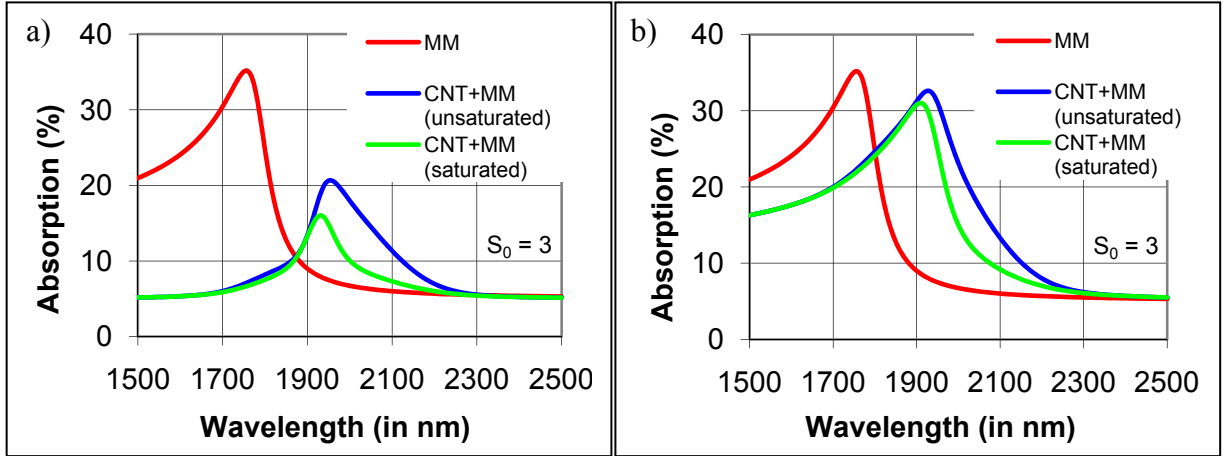 a)
Absorption (%)
40
30
20
10
0
MM
CNT+MM
(unsaturated)
CNT+MM
(saturated)
S0 = 3
1500 1700 1900 2100 2300 2500
Wavelength (in nm)
b)
Absorption (%)
40
30
20
10
0
MM
CNT+MM
(unsaturated)
CNT+MM
(saturated)
S0 = 3
1500 1700 1900 2100 2300 2500
Wavelength (in nm)